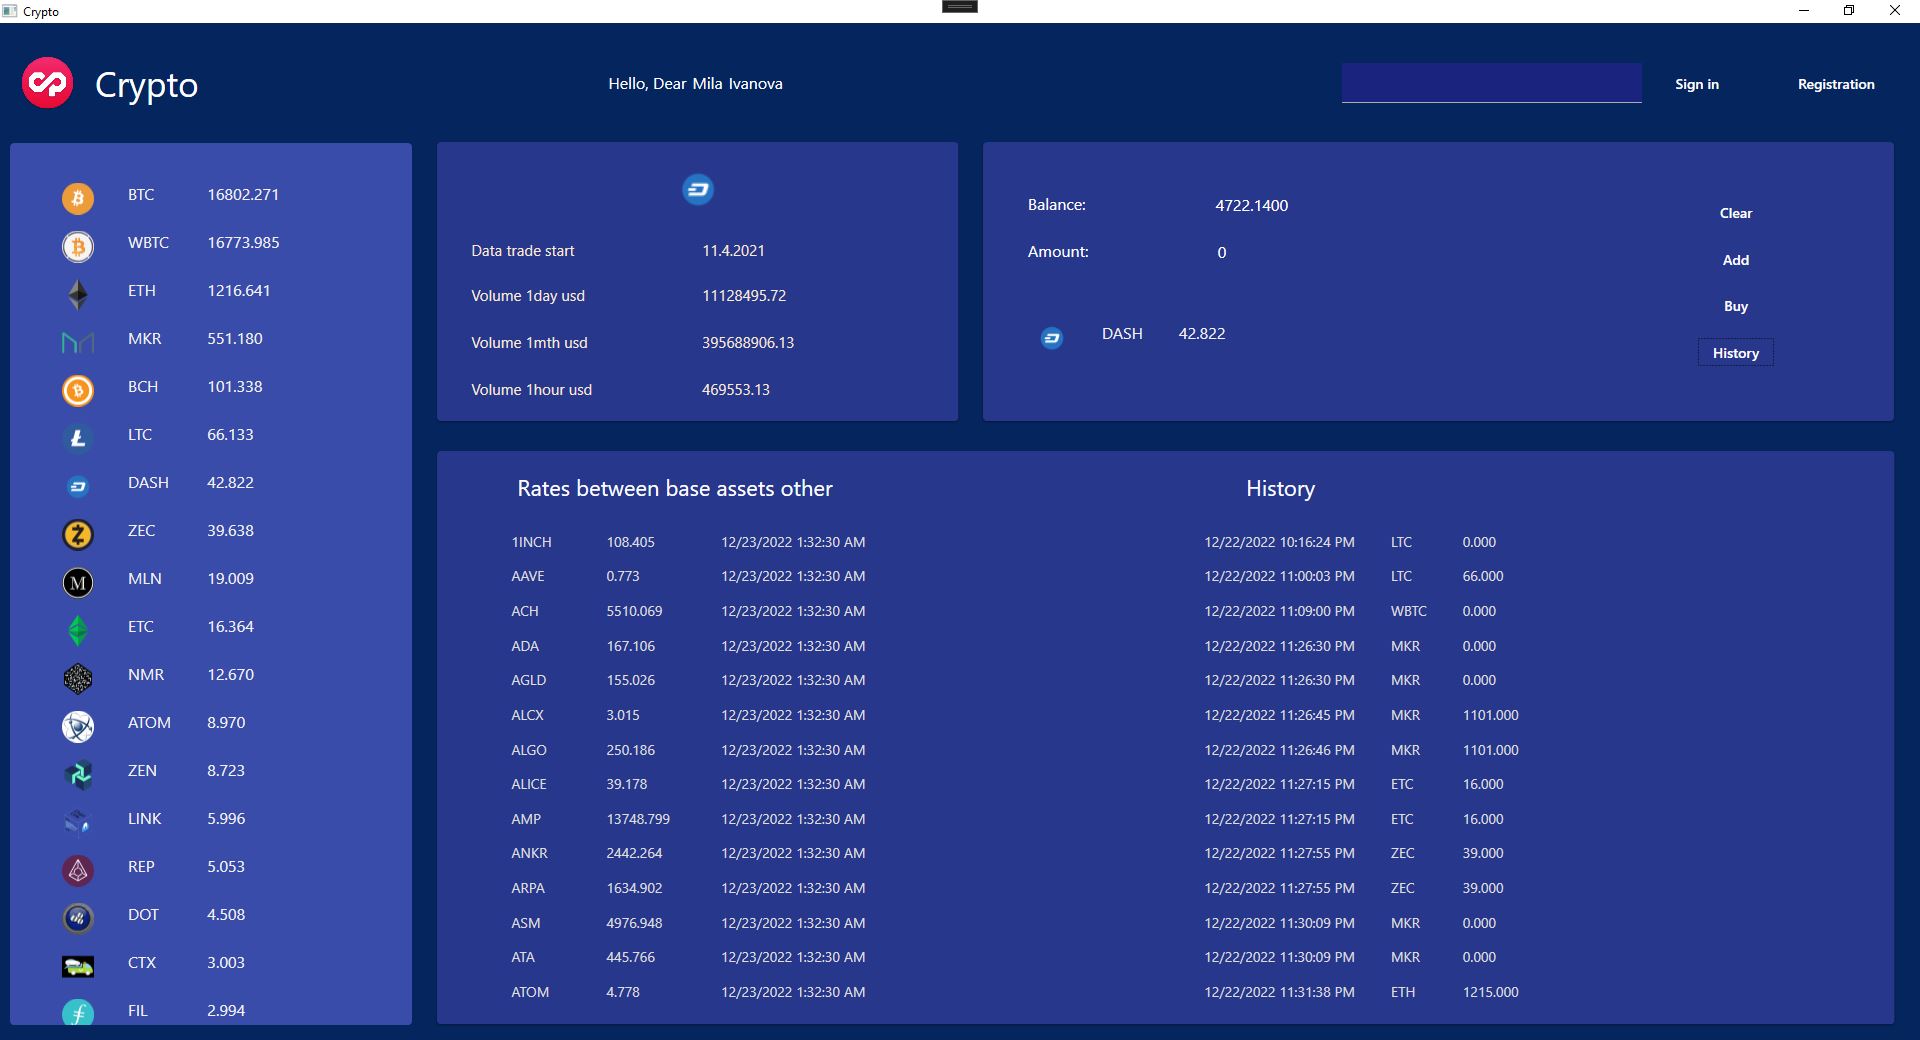 Crypto
Crypto
Hello, Dear Mila Ivanova
Sign in
Registration
BTC 16802.271
WBTC 16773.985
ETH 1216.641
MKR 551.180
BCH 101.338
LTC 66.133
DASH 42.822
ZEC 39.638
MLN 19.009
ETC 16.364
NMR 12.670
ATOM 8.970
ZEN 8.723
LINK 5.996
REP 5.053
DOT 4.508
CTX 3.003
FIL 2.994
Data trade start 11.4.2021
Volume 1day usd 11128495.72
Volume 1mth usd 395688906.13
Volume 1hour usd 469553.13
Balance: 4722.1400
Amount: 0
DASH 42.822
Clear
Add
Buy
History
Rates between base assets other
1INCH 108.405 12/23/2022 1:32:30 AM
AAVE 0.773 12/23/2022 1:32:30 AM
ACH 5510.069 12/23/2022 1:32:30 AM
ADA 167.106 12/23/2022 1:32:30 AM
AGLD 155.026 12/23/2022 1:32:30 AM
ALCX 3.015 12/23/2022 1:32:30 AM
ALGO 250.186 12/23/2022 1:32:30 AM
ALICE 39.178 12/23/2022 1:32:30 AM
AMP 13748.799 12/23/2022 1:32:30 AM
ANKR 2442.264 12/23/2022 1:32:30 AM
ARPA 1634.902 12/23/2022 1:32:30 AM
ASM 4976.948 12/23/2022 1:32:30 AM
ATA 445.766 12/23/2022 1:32:30 AM
ATOM 4.778 12/23/2022 1:32:30 AM
History
12/22/2022 10:16:24 PM LTC 0.000
12/22/2022 11:00:03 PM LTC 66.000
12/22/2022 11:09:00 PM WBTC 0.000
12/22/2022 11:26:30 PM MKR 0.000
12/22/2022 11:26:30 PM MKR 0.000
12/22/2022 11:26:45 PM MKR 1101.000
12/22/2022 11:26:46 PM MKR 1101.000
12/22/2022 11:27:15 PM ETC 16.000
12/22/2022 11:27:15 PM ETC 16.000
12/22/2022 11:27:55 PM ZEC 39.000
12/22/2022 11:27:55 PM ZEC 39.000
12/22/2022 11:30:09 PM MKR 0.000
12/22/2022 11:30:09 PM MKR 0.000
12/22/2022 11:31:38 PM ETH 1215.000